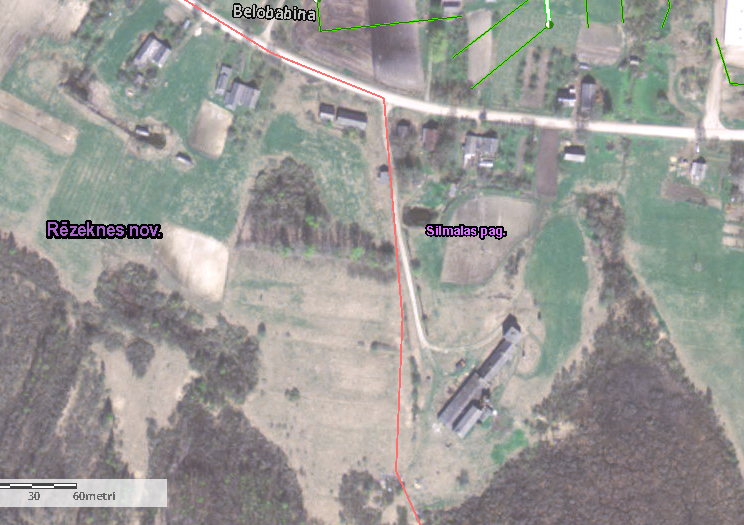 Belobabina
Rēzeknes nov.
Silmalas pag.
30 60metri